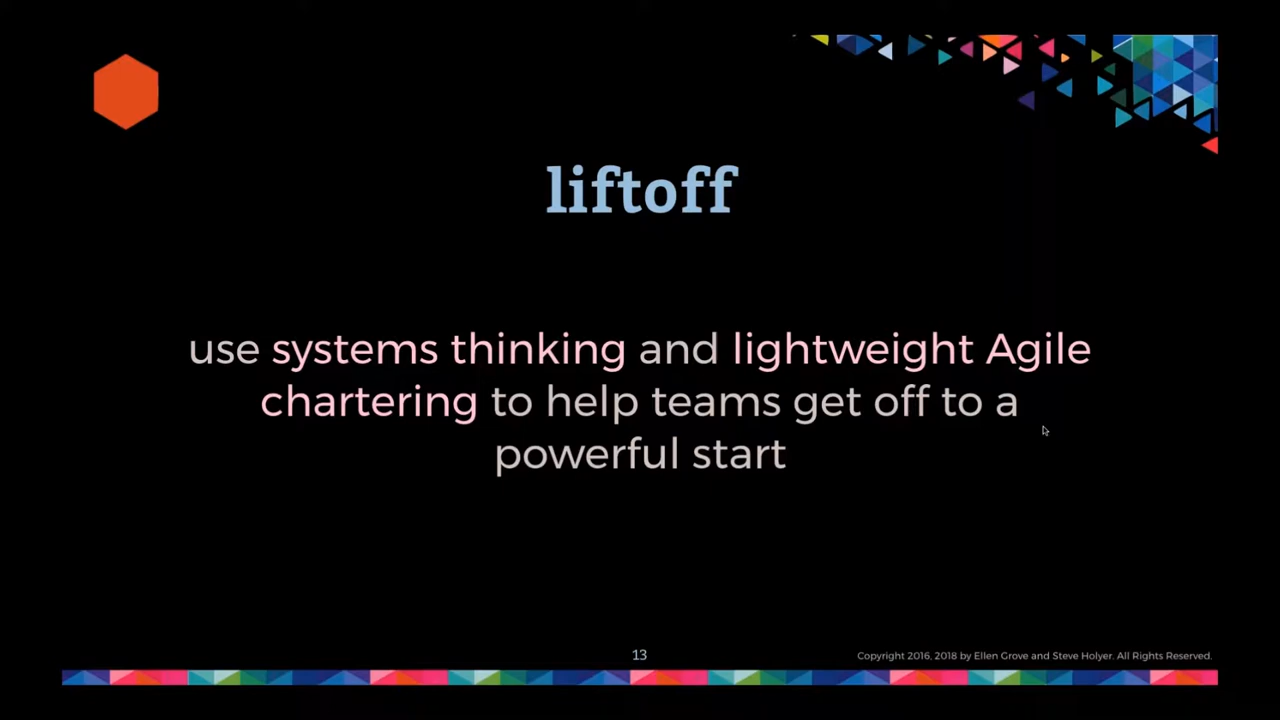 liftoff
use systems thinking and lightweight Agile
chartering to help teams get off to a
powerful start
13
Copyright 2016, 2018 by Ellen Grove and Steve Holyer. All Rights Reserved.